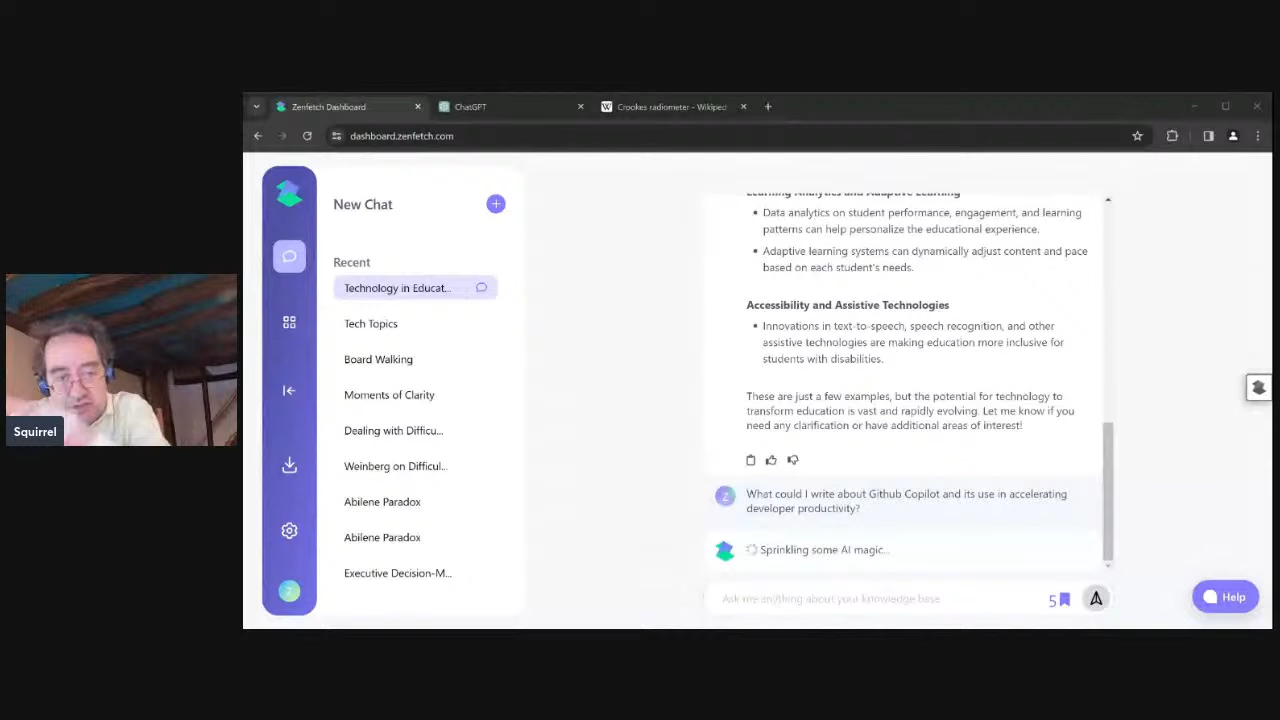 Zenfetch Dashboard
ChatGPT
Crookes radiometer - Wikiped
dashboard.zenfetch.com
New Chat
Recent
Technology in Educat...
Tech Topics
Board Walking
Moments of Clarity
Dealing with Difficu...
Weinberg on Difficul...
Abilene Paradox
Abilene Paradox
Executive Decision-M...
Learning Analytics and Adaptive Learning
• Data analytics on student performance, engagement, and learning
patterns can help personalize the educational experience.
• Adaptive learning systems can dynamically adjust content and pace
based on each student's needs.
Accessibility and Assistive Technologies
• Innovations in text-to-speech, speech recognition, and other
assistive technologies are making education more inclusive for
students with disabilities.
These are just a few examples, but the potential for technology to
transform education is vast and rapidly evolving. Let me know if you
need any clarification or have additional areas of interest!
Z
What could I write about Github Copilot and its use in accelerating
developer productivity?
Sprinkling some AI magic...
Ask me anything about your knowledge base
5
Help
Z
Squirrel